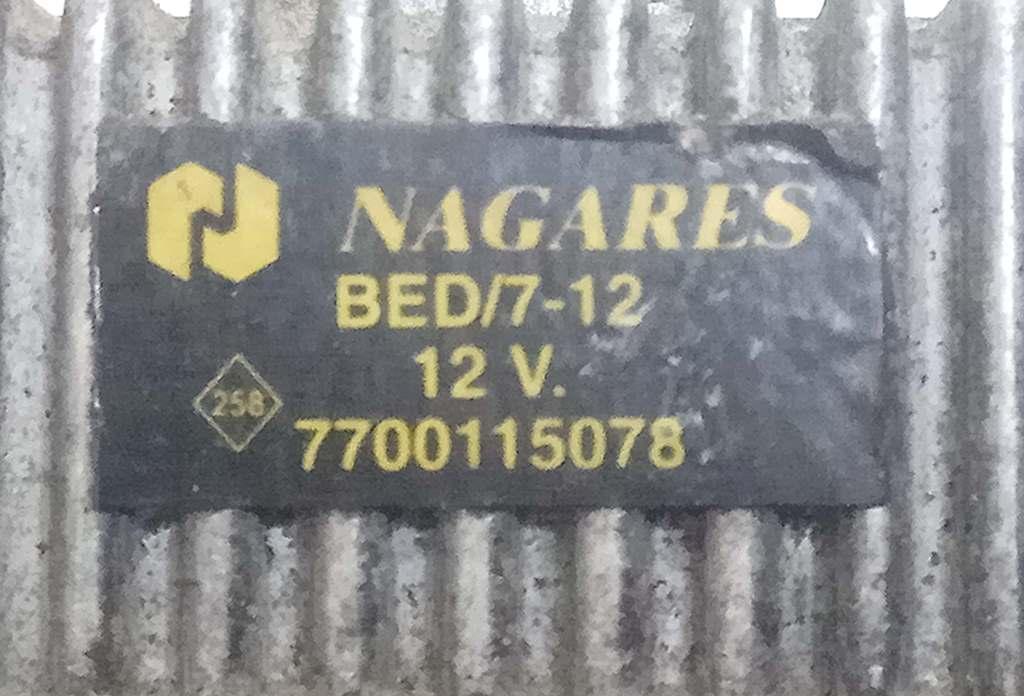 NAGARES
BED/7-12
12 V.
258
7700115078